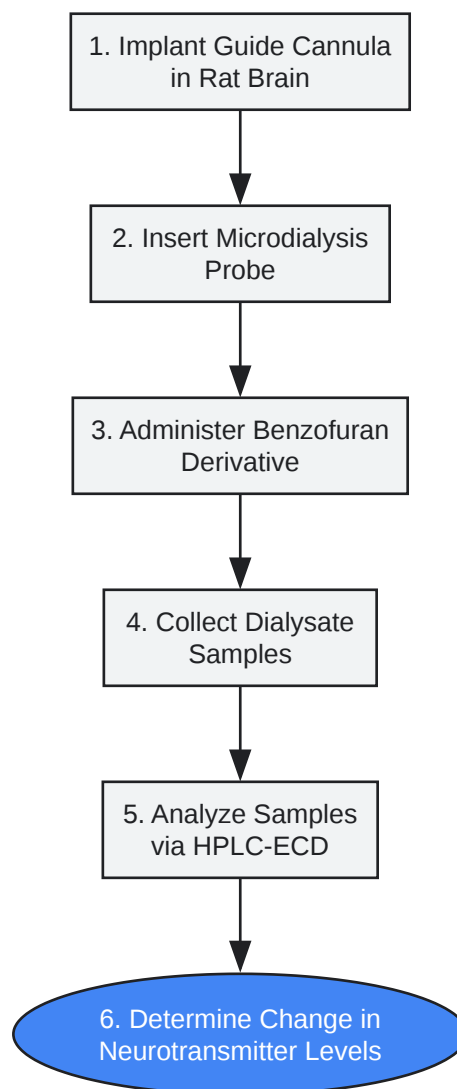 1. Implant Guide Cannula
in Rat Brain
2. Insert Microdialysis
Probe
3. Administer Benzofuran
Derivative
4. Collect Dialysate
Samples
5. Analyze Samples
via HPLC-ECD
6. Determine Change in
Neurotransmitter Levels